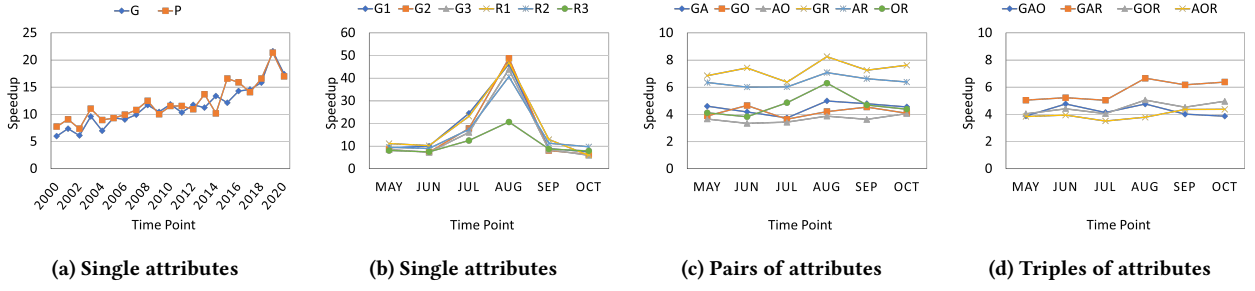 G P
Speedup
25
20
15
10
5
0
2000 2002 2004 2006 2008 2010 2012 2014 2016 2018 2020
Time Point
(a) Single attributes
G1 G2 G3 R1 R2 R3
Speedup
60
50
40
30
20
10
0
MAY JUN JUL AUG SEP OCT
Time Point
(b) Single attributes
GA GO AO GR AR OR
Speedup
10
8
6
4
2
0
MAY JUN JUL AUG SEP OCT
Time Point
(c) Pairs of attributes
GAO GAR GOR AOR
Speedup
10
8
6
4
2
0
MAY JUN JUL AUG SEP OCT
Time Point
(d) Triples of attributes